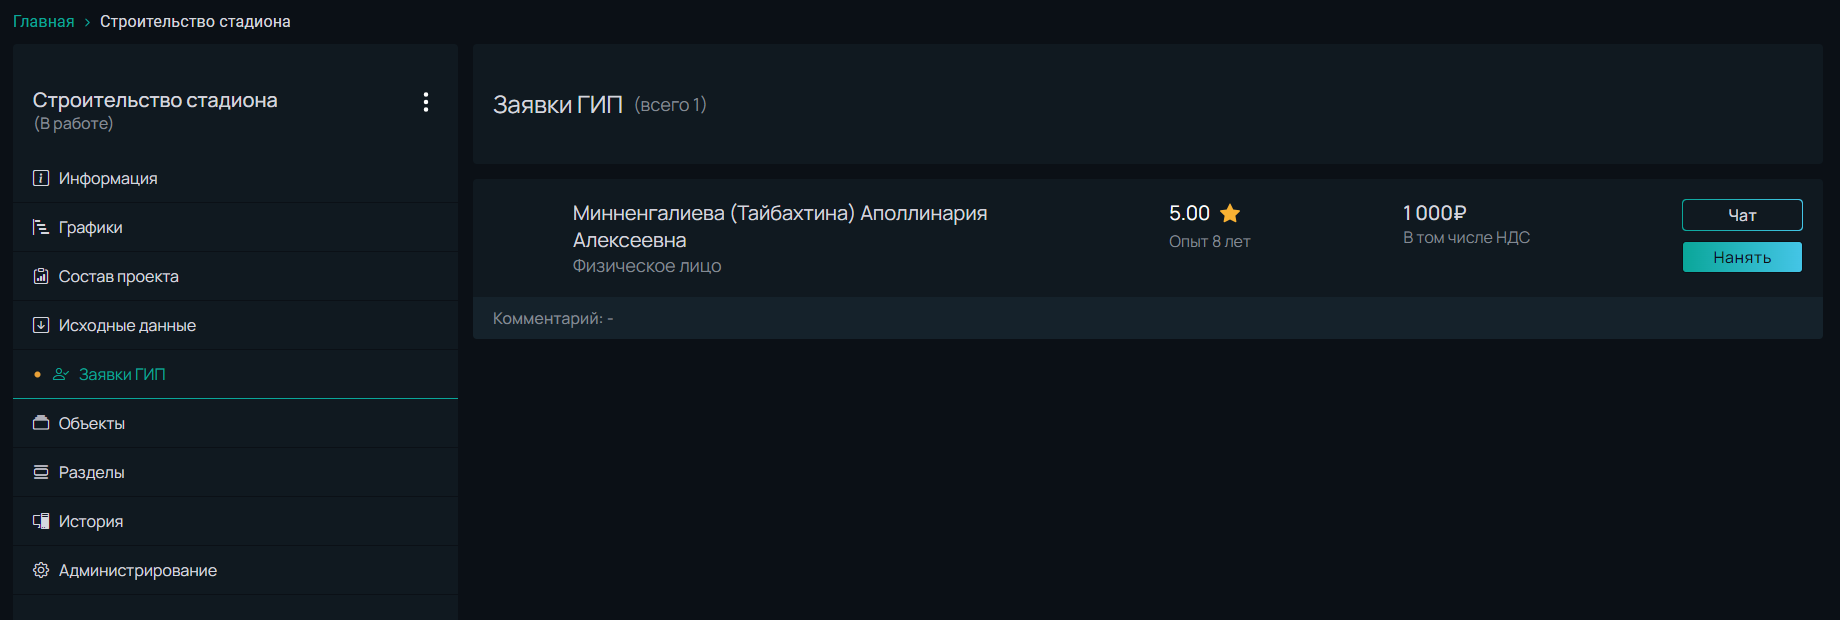 Главная › Строительство стадиона
Строительство стадиона
(В работе)
Информация
Графики
Состав проекта
Исходные данные
Заявки ГИП
Объекты
Разделы
История
Администрирование
Заявки ГИП (всего 1)
Минненгалиева (Тайбахтина) Аполлинария
Алексеевна
Физическое лицо
5.00
Опыт 8 лет
1 000₽
В том числе НДС
Чат
Нанять
Комментарий: -